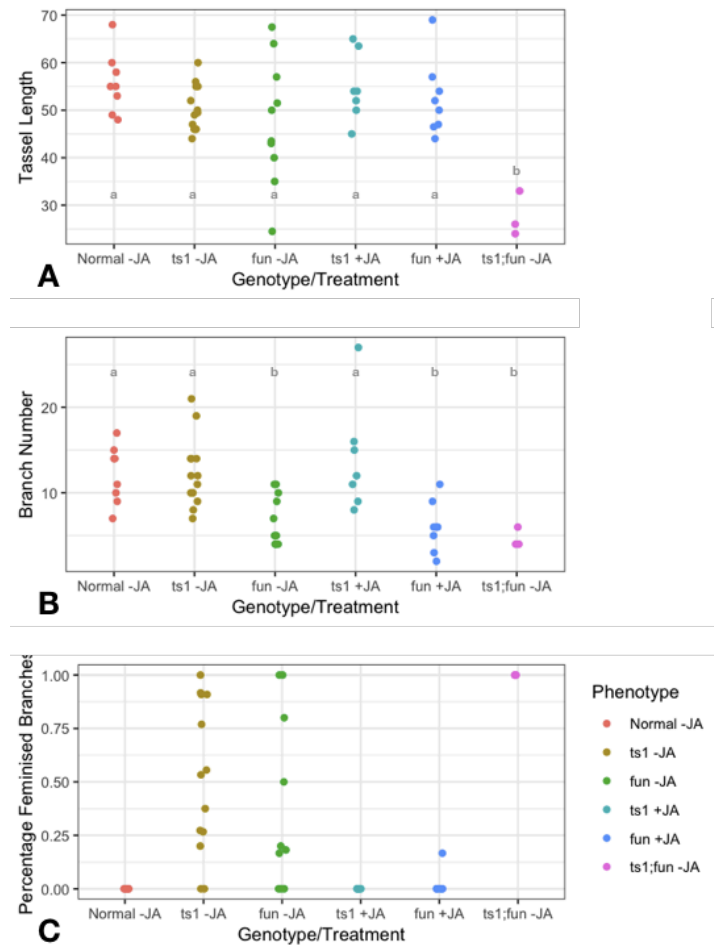 70
60
50
40
30
Tassel Length
b
a a a a a
Normal -JA ts1 -JA fun -JA ts1 +JA fun +JA ts1;fun -JA
Genotype/Treatment
A
20
10
Branch Number
a a b a b b
Normal -JA ts1 -JA fun -JA ts1 +JA fun +JA ts1;fun -JA
Genotype/Treatment
B
1.00
0.75
0.50
0.25
0.00
Percentage Feminised Branches
Normal -JA ts1 -JA fun -JA ts1 +JA fun +JA ts1;fun -JA
Genotype/Treatment
C
Phenotype
Normal -JA
ts1 -JA
fun -JA
ts1 +JA
fun +JA
ts1;fun -JA